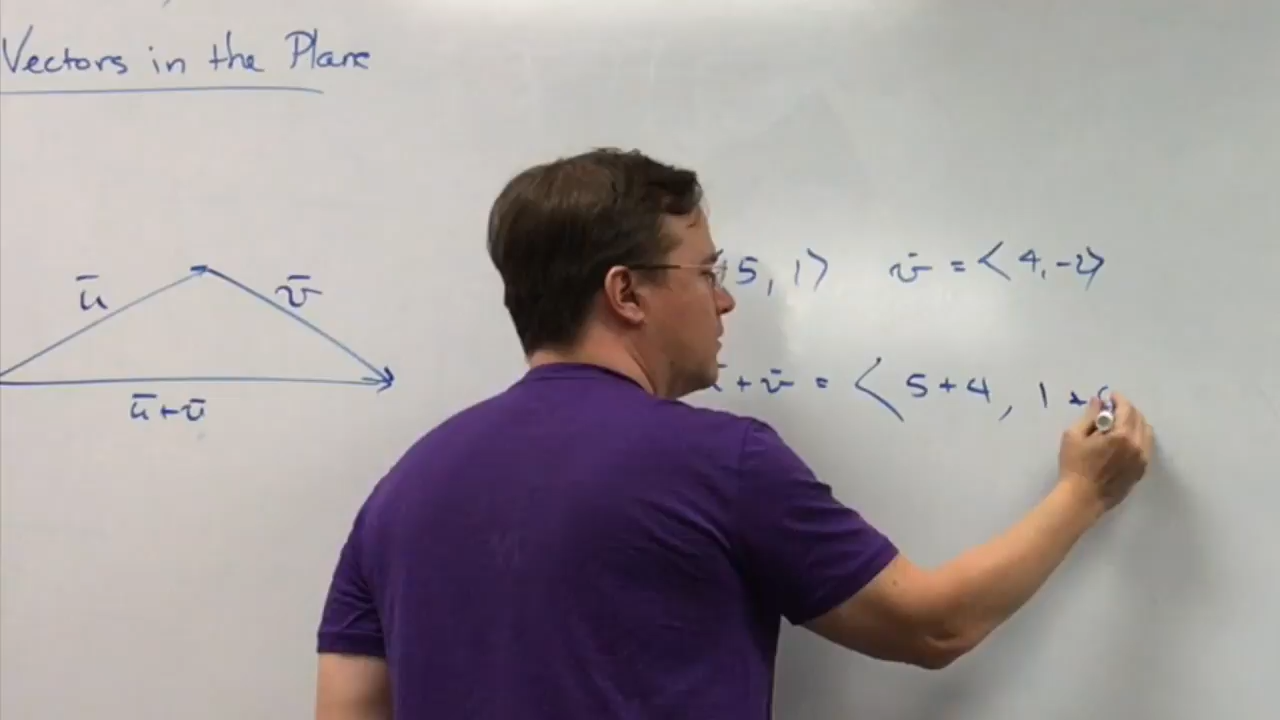 Vectors in the Plane
ū
v̄
ū+v̄
5, 1⟩ v̄ = ⟨4, -2⟩
+ v̄ = ⟨ 5+4, 1 +